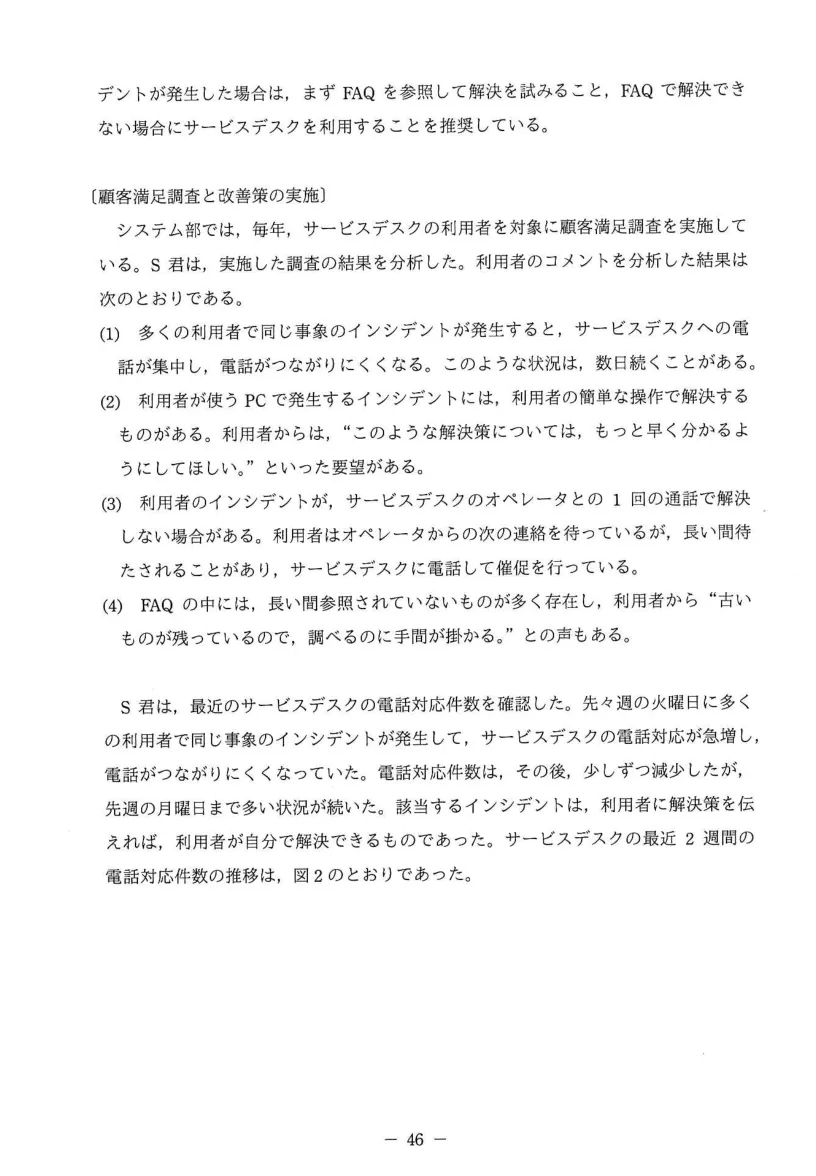 デントが発生した場合は，まず FAQ を参照して解決を試みること，FAQ で解決でき
ない場合にサービスデスクを利用することを推奨している。
〔顧客満足調査と改善策の実施〕
システム部では，毎年，サービスデスクの利用者を対象に顧客満足調査を実施して
いる。S 君は，実施した調査の結果を分析した。利用者のコメントを分析した結果は
次のとおりである。
(1) 多くの利用者で同じ事象のインシデントが発生すると，サービスデスクへの電
話が集中し，電話がつながりにくくなる。このような状況は，数日続くことがある。
(2) 利用者が使う PC で発生するインシデントには，利用者の簡単な操作で解決する
ものがある。利用者からは，“このような解決策については，もっと早く分かるよ
うにしてほしい。”といった要望がある。
(3) 利用者のインシデントが，サービスデスクのオペレータとの 1 回の通話で解決
しない場合がある。利用者はオペレータからの次の連絡を待っているが，長い間待
たされることがあり，サービスデスクに電話して催促を行っている。
(4) FAQ の中には，長い間参照されていないものが多く存在し，利用者から“古い
ものが残っているので，調べるのに手間が掛かる。”との声もある。
S 君は，最近のサービスデスクの電話対応件数を確認した。先々週の火曜日に多く
の利用者で同じ事象のインシデントが発生して，サービスデスクの電話対応が急増し，
電話がつながりにくくなっていた。電話対応件数は，その後，少しずつ減少したが，
先週の月曜日まで多い状況が続いた。該当するインシデントは，利用者に解決策を伝
えれば，利用者が自分で解決できるものであった。サービスデスクの最近 2 週間の
電話対応件数の推移は，図 2 のとおりであった。
－ 46 －